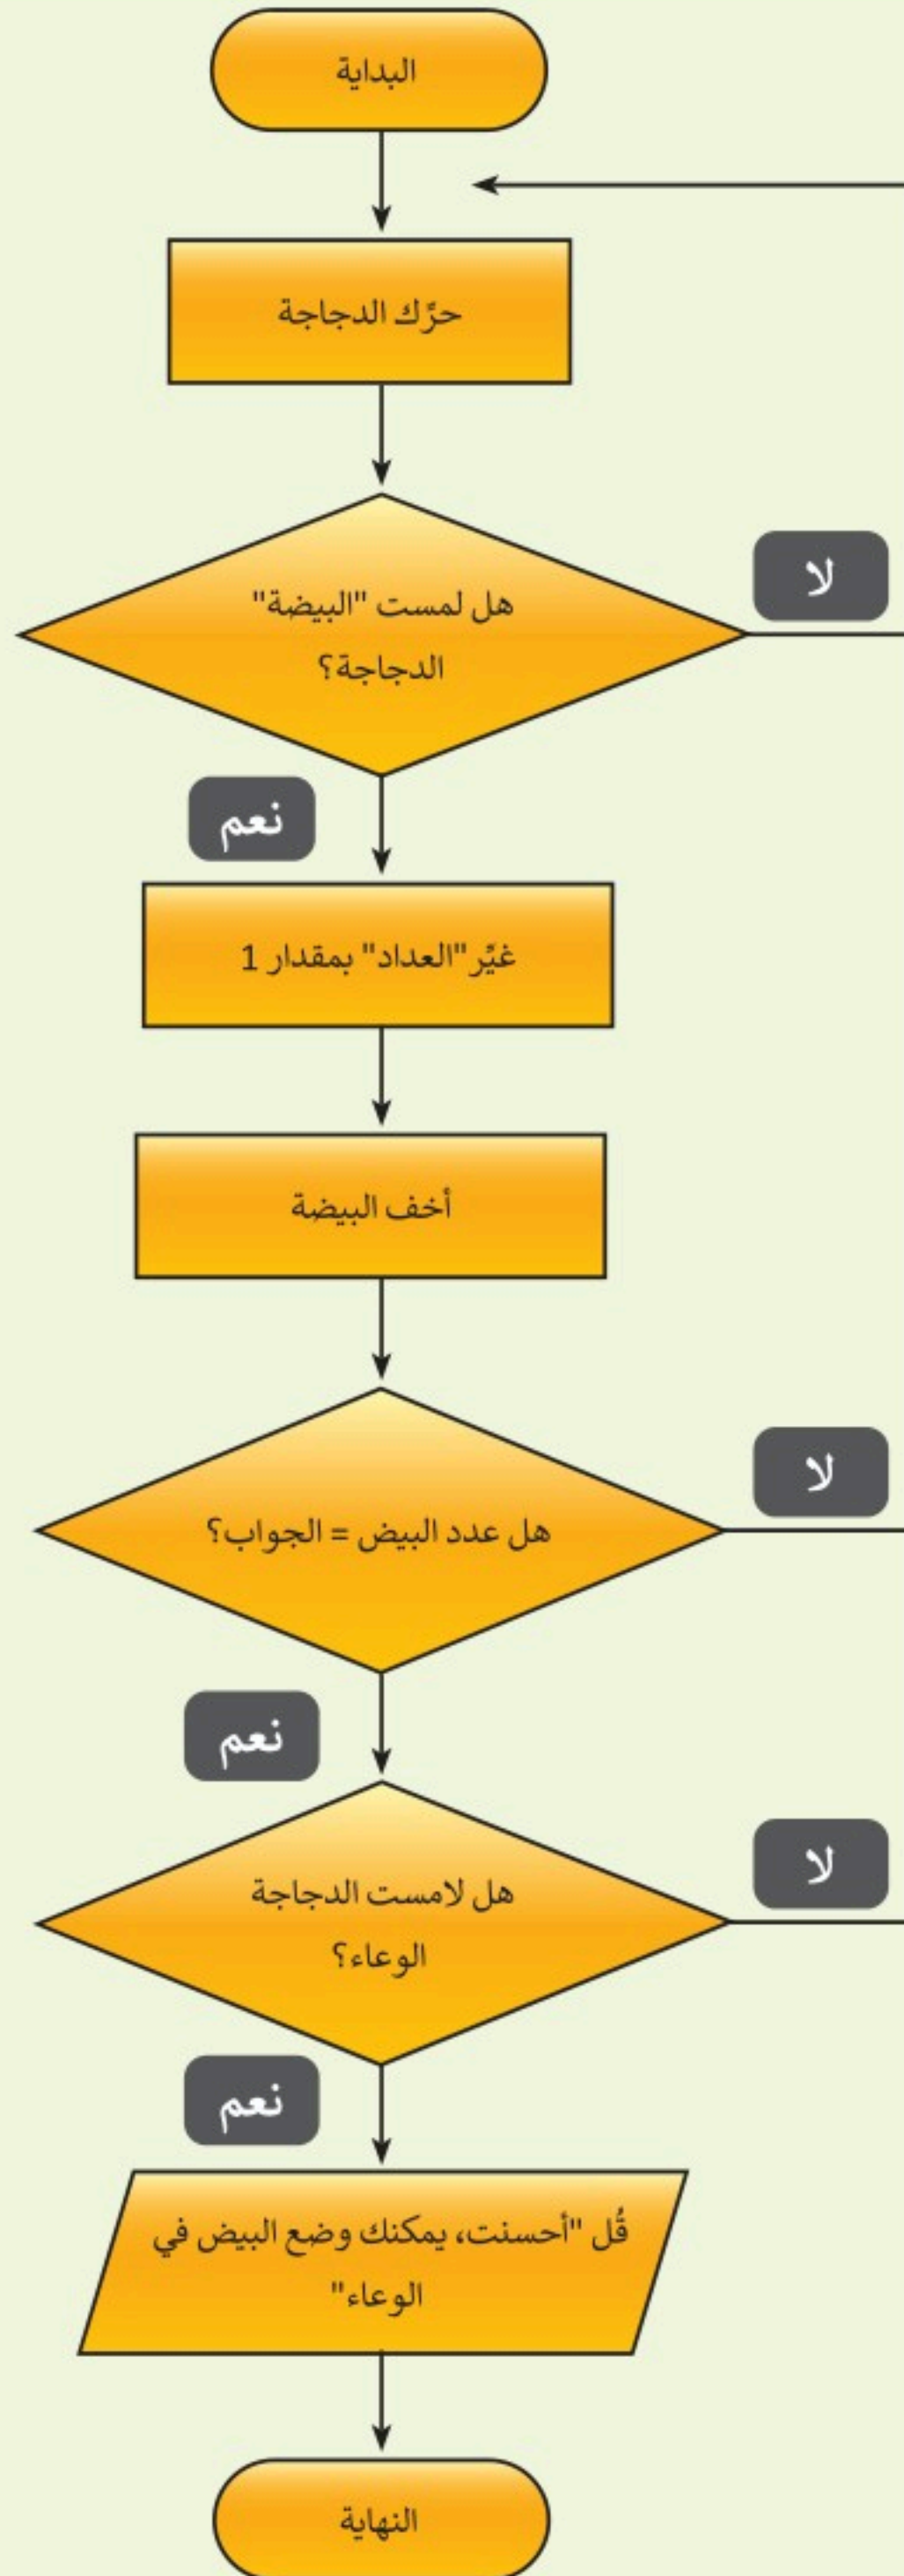 البداية
حرِّك الدجاجة
هل لمست "البيضة"
الدجاجة؟
لا
نعم
غيِّر "العداد" بمقدار 1
أخف البيضة
هل عدد البيض = الجواب؟
لا
نعم
هل لامست الدجاجة
الوعاء؟
لا
نعم
قُل "أحسنت، يمكنك وضع البيض في
الوعاء"
النهاية